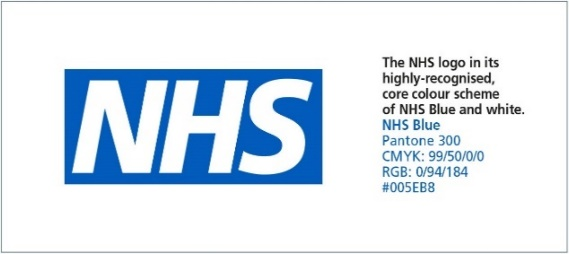 NHS
The NHS logo in its
highly-recognised,
core colour scheme
of NHS Blue and white.
NHS Blue
Pantone 300
CMYK: 99/50/0/0
RGB: 0/94/184
#005EB8